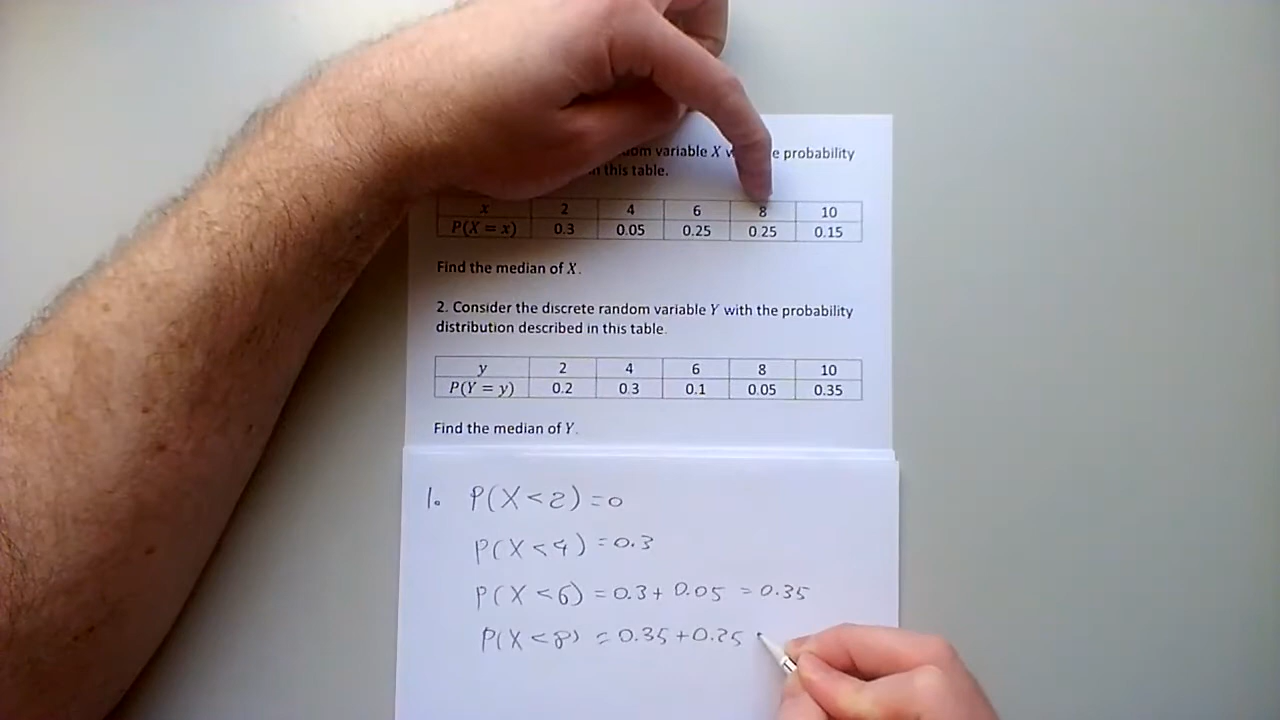 variable X the probability
this table.
x 2 4 6 8 10
P(X = x) 0.3 0.05 0.25 0.25 0.15
Find the median of X.
2. Consider the discrete random variable Y with the probability
distribution described in this table.
y 2 4 6 8 10
P(Y = y) 0.2 0.3 0.1 0.05 0.35
Find the median of Y.
1. P(X < 2) = 0
P(X < 4) = 0.3
P(X < 6) = 0.3 + 0.05 = 0.35
P(X < 8) = 0.35 + 0.25